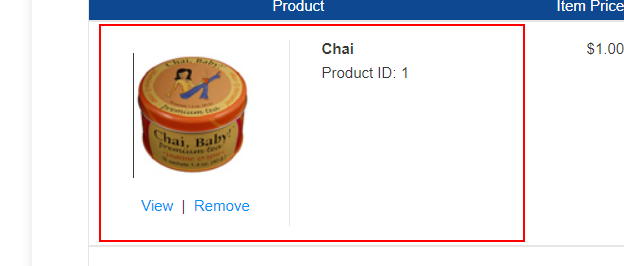 Product
Item Price
Chai
Product ID: 1
$1.00
Chai, Baby!
premium tea
Chai, Baby!
premium tea
View | Remove